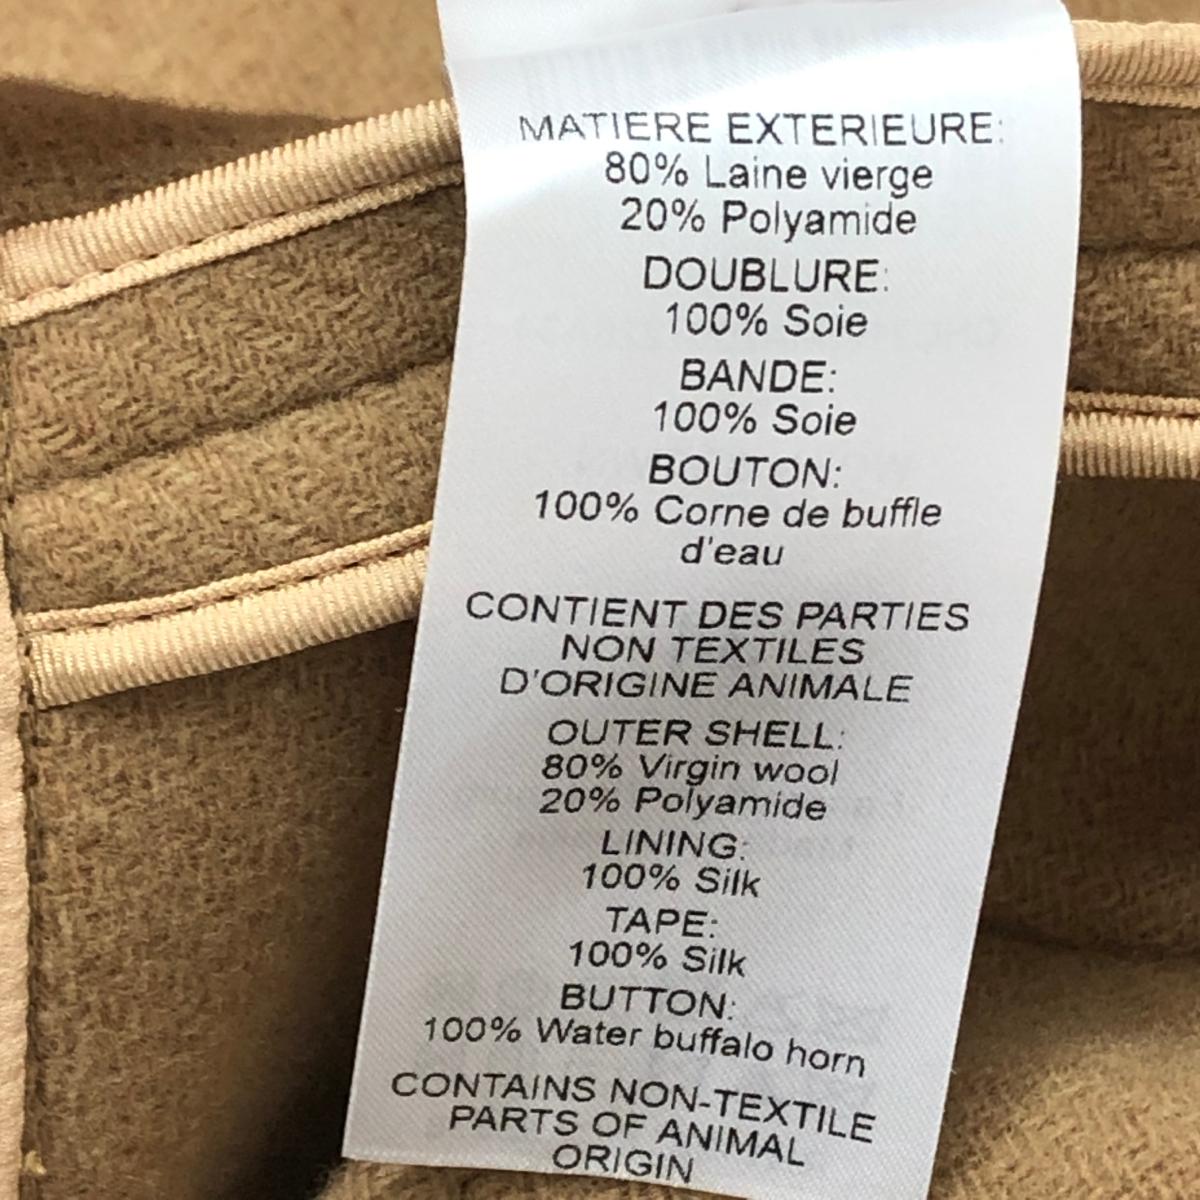 MATIERE EXTERIEURE:
80% Laine vierge
20% Polyamide
DOUBLURE:
100% Soie
BANDE:
100% Soie
BOUTON:
100% Corne de buffle
d'eau
CONTIENT DES PARTIES
NON TEXTILES
D'ORIGINE ANIMALE
OUTER SHELL:
80% Virgin wool
20% Polyamide
LINING:
100% Silk
TAPE:
100% Silk
BUTTON:
100% Water buffalo horn
CONTAINS NON-TEXTILE
PARTS OF ANIMAL
ORIGIN